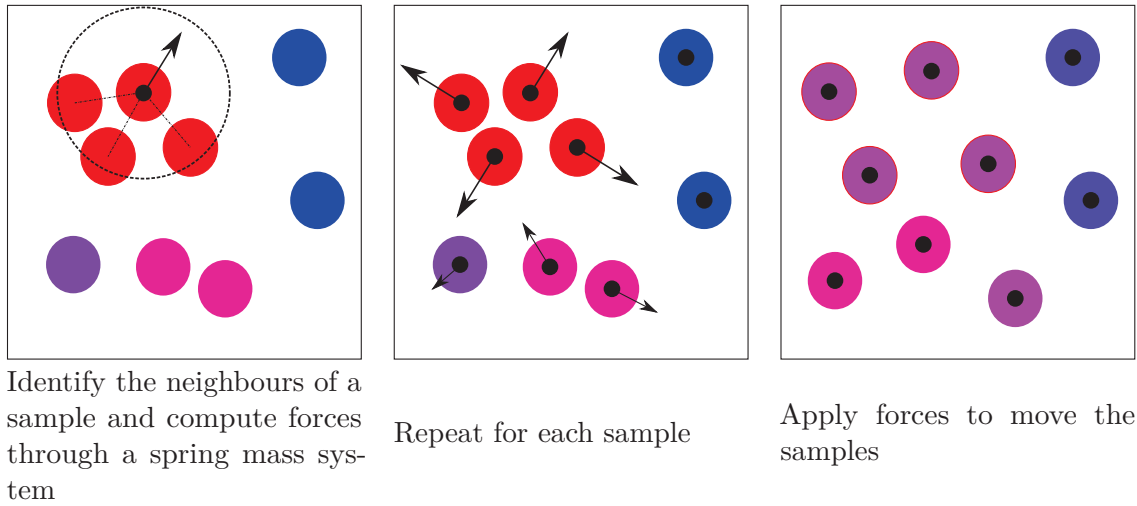 Identify the neighbours of a
sample and compute forces
through a spring mass sys-
tem
Repeat for each sample
Apply forces to move the
samples